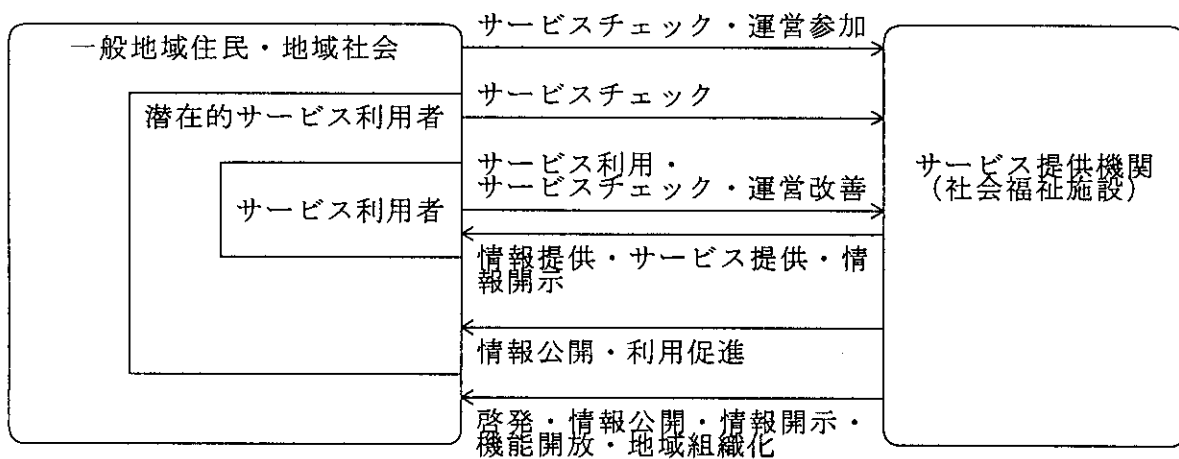 一般地域住民・地域社会
潜在的サービス利用者
サービス利用者
サービスチェック・運営参加
サービスチェック
サービス利用・
サービスチェック・運営改善
情報提供・サービス提供・情
報開示
情報公開・利用促進
啓発・情報公開・情報開示・
機能開放・地域組織化
サービス提供機関
(社会福祉施設)